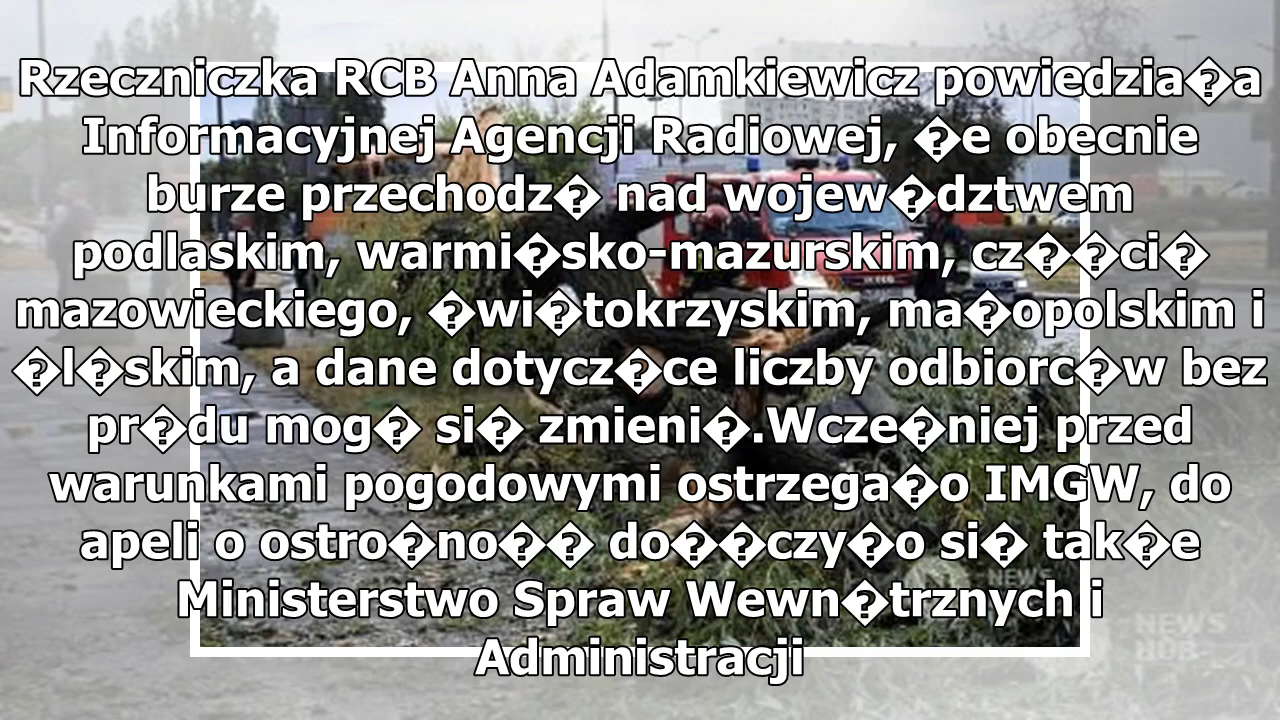 Rzeczniczka RCB Anna Adamkiewicz powiedzia�a
Informacyjnej Agencji Radiowej, �e obecnie
burze przechodz� nad wojew�dztwem
podlaskim, warmi�sko-mazurskim, cz��ci�
mazowieckiego, �wi�tokrzyskim, ma�opolskim i
�l�skim, a dane dotycz�ce liczby odbiorc�w bez
pr�du mog� si� zmieni�.Wcze�niej przed
warunkami pogodowymi ostrzega�o IMGW, do
apeli o ostro�no�� do��czy�o si� tak�e
Ministerstwo Spraw Wewn�trznych i
Administracji
NEWS
HUB